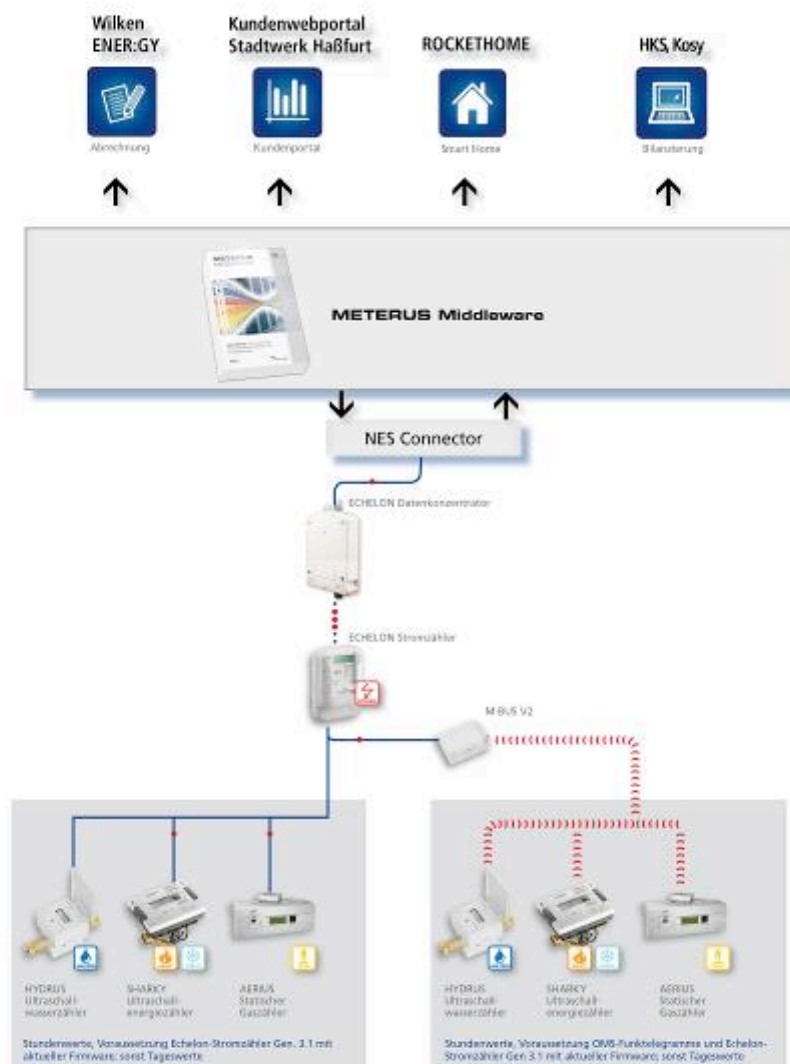 Wilken
ENER:GY
Kundenwebportal
Stadtwerk Haßfurt
ROCKETHOME
HKS, Kosy
Abrechnung
Kundenportal
Smart Home
Bilanzierung
METERUS
METERUS Middleware
NES Connector
ECHELON Datenkonzentrator
ECHELON Stromzähler
M-BUS V2
HYDRUS
Ultraschall-
wasserzähler
SHARKY
Ultraschall-
energiezähler
AERIUS
Statischer
Gaszähler
Stundenwerte, Voraussetzung Echelon-Stromzähler Gen. 3.1 mit
aktueller Firmware; sonst Tageswerte
HYDRUS
Ultraschall-
wasserzähler
SHARKY
Ultraschall-
energiezähler
AERIUS
Statischer
Gaszähler
Stundenwerte, Voraussetzung OMS-Funktelegramme und Echelon-
Stromzähler Gen 3.1 mit aktueller Firmware; sonst Tageswerte